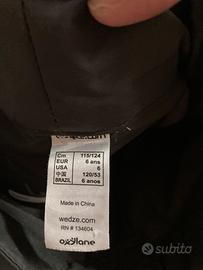 Cm 115/124
EUR 6 ans
USA 6
中国 120/53
BRAZIL 6 anos
Made in China
wedze.com
RN # 134604
oxylane
subito